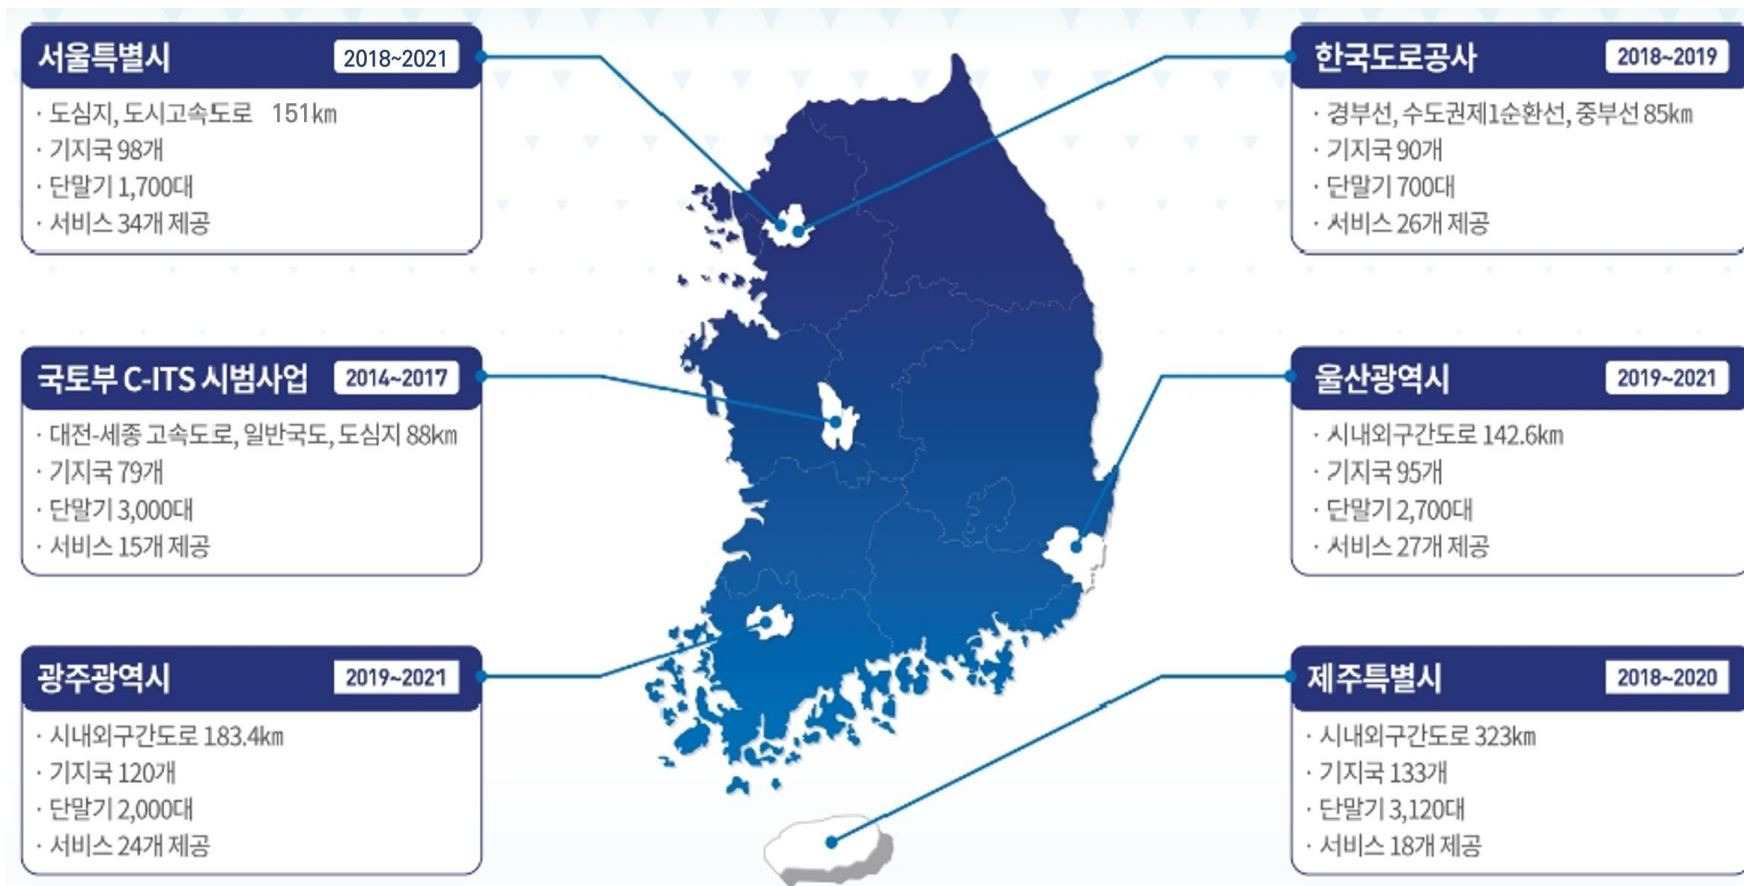 서울특별시 2018~2021
· 도심지, 도시고속도로 151km
· 기지국 98개
· 단말기 1,700대
· 서비스 34개 제공
한국도로공사 2018~2019
· 경부선, 수도권제1순환선, 중부선 85km
· 기지국 90개
· 단말기 700대
· 서비스 26개 제공
국토부 C-ITS 시범사업 2014~2017
· 대전-세종 고속도로, 일반국도, 도심지 88km
· 기지국 79개
· 단말기 3,000대
· 서비스 15개 제공
울산광역시 2019~2021
· 시내외구간도로 142.6km
· 기지국 95개
· 단말기 2,700대
· 서비스 27개 제공
광주광역시 2019~2021
· 시내외구간도로 183.4km
· 기지국 120개
· 단말기 2,000대
· 서비스 24개 제공
제주특별시 2018~2020
· 시내외구간도로 323km
· 기지국 133개
· 단말기 3,120대
· 서비스 18개 제공